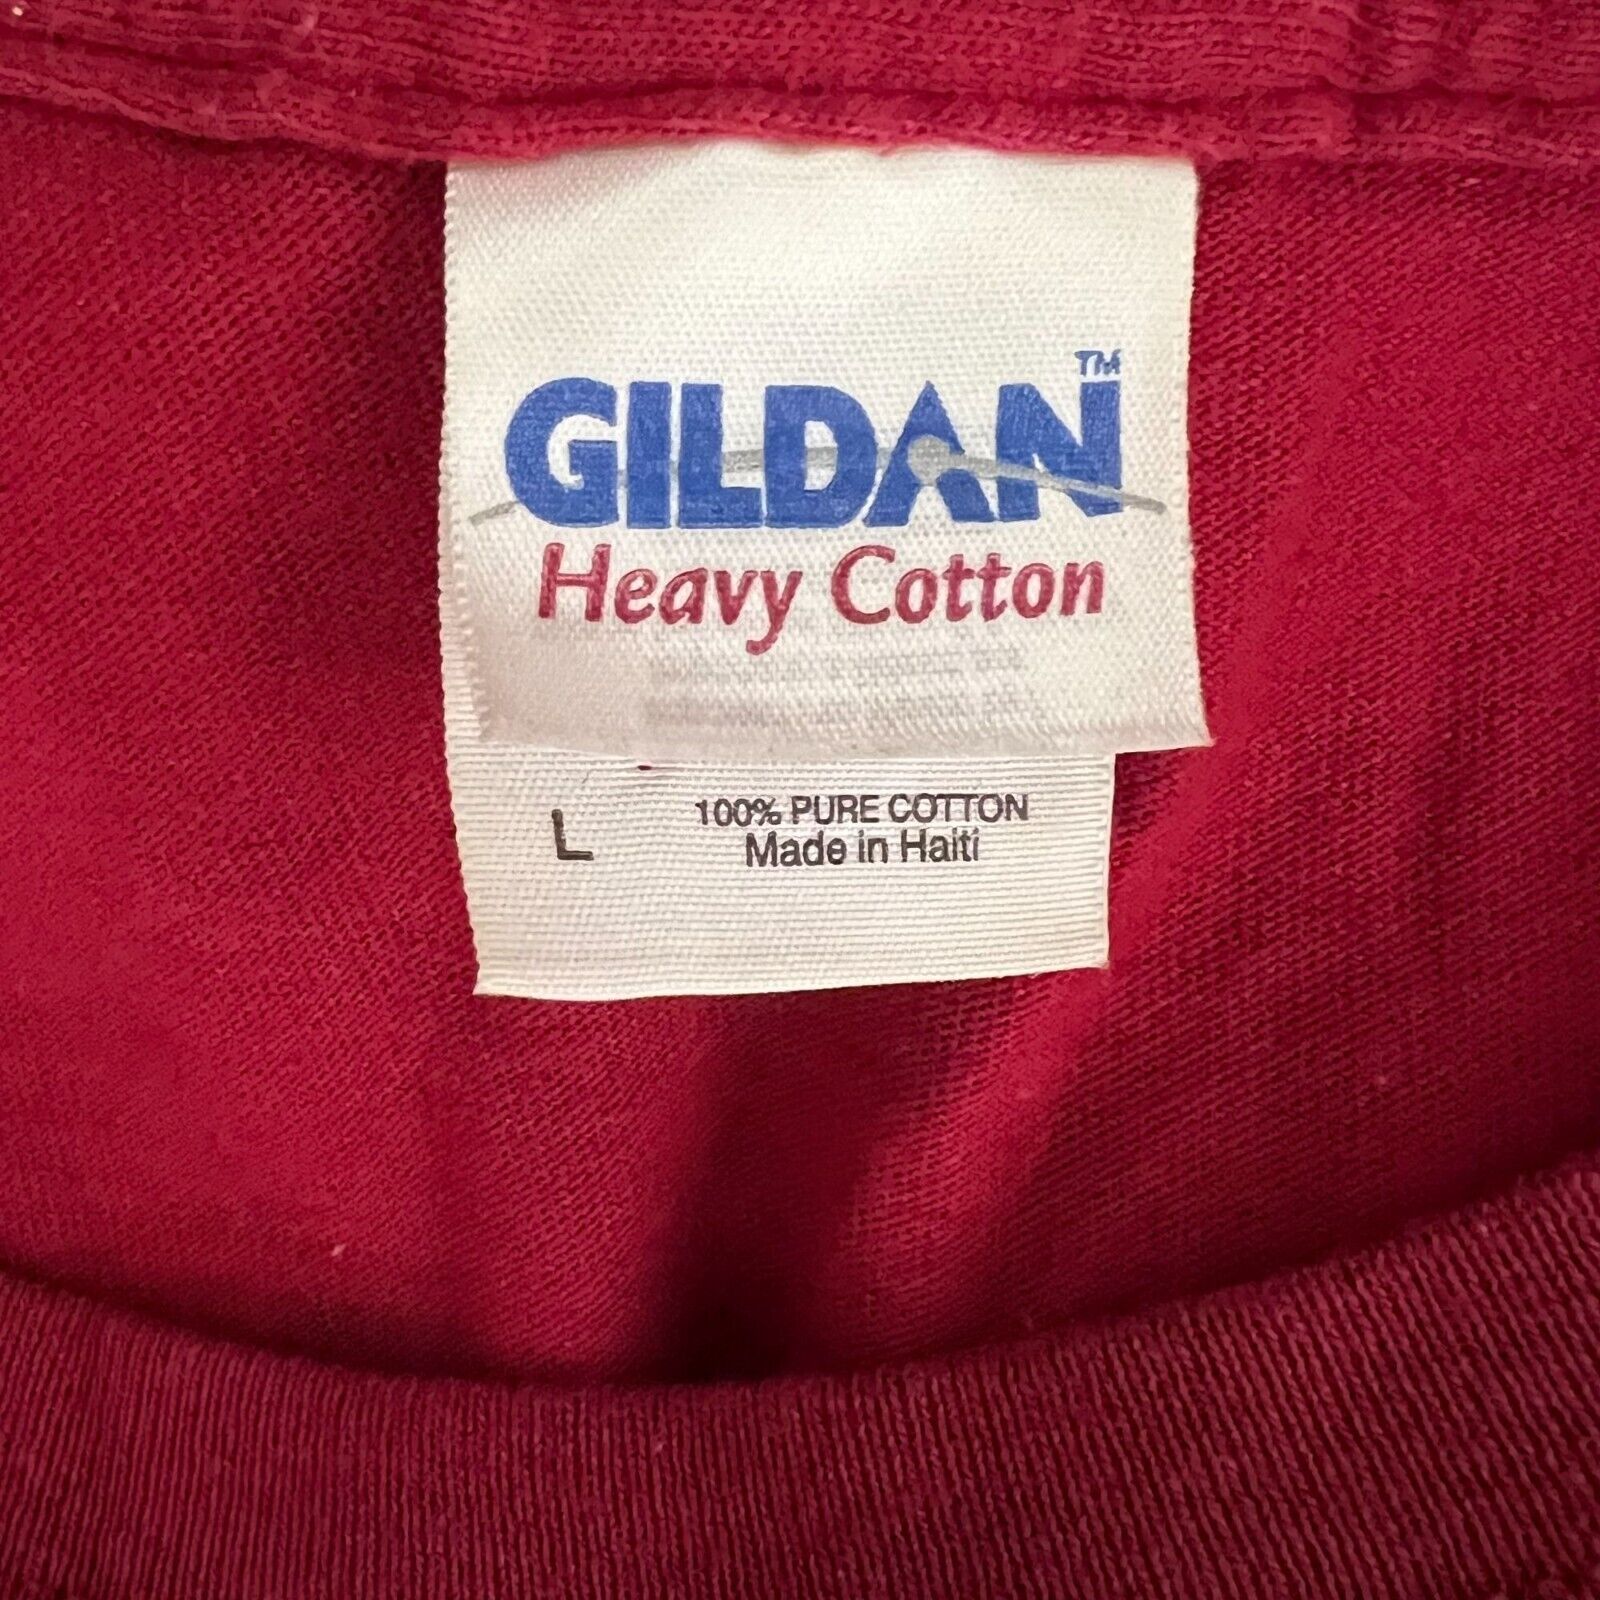 GILDAN™
Heavy Cotton
L
100% PURE COTTON
Made in Haiti